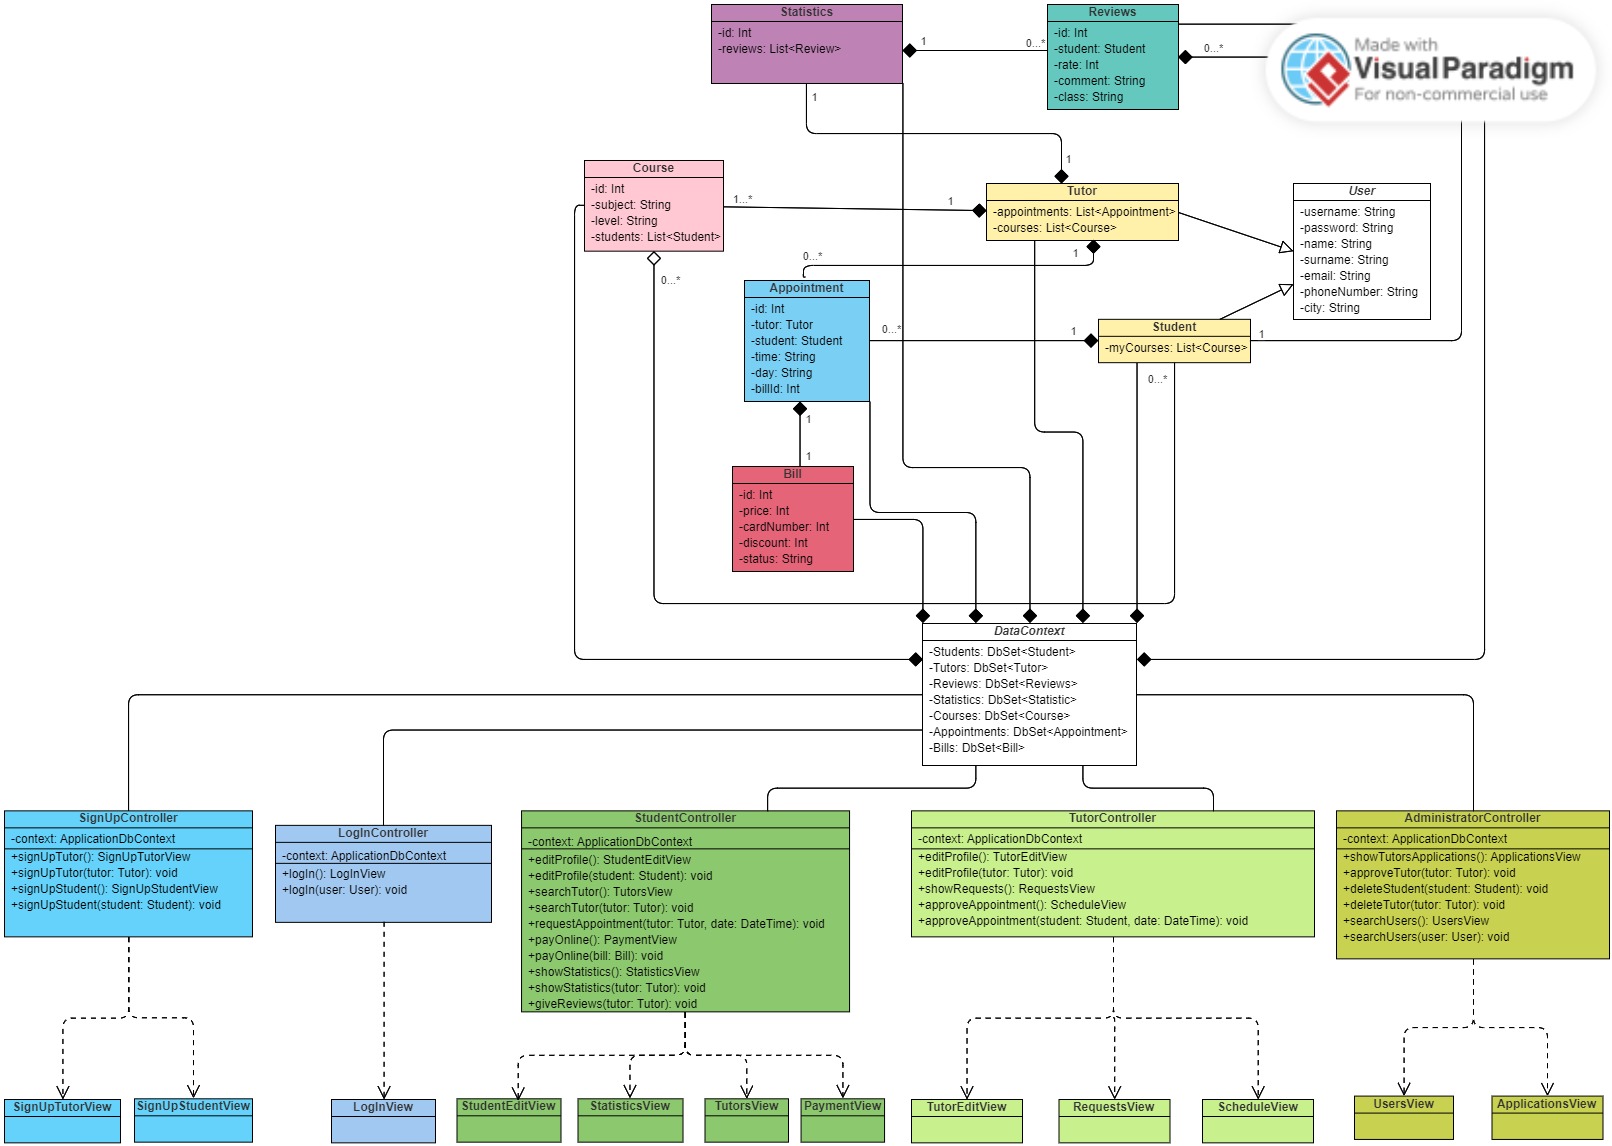 Statistics
-id: Int
-reviews: List<Review>
1
0...*
Reviews
-id: Int
-student: Student
-rate: Int
-comment: String
-class: String
0...*
Made with
VisualParadigm
For non-commercial use
1
1
Course
-id: Int
-subject: String
-level: String
-students: List<Student>
1...*
1
0...*
Tutor
-appointments: List<Appointment>
-courses: List<Course>
1
0...*
User
-username: String
-password: String
-name: String
-surname: String
-email: String
-phoneNumber: String
-city: String
Appointment
-id: Int
-tutor: Tutor
-student: Student
-time: String
-day: String
-billId: Int
0...*
1
Student
-myCourses: List<Course>
1
0...*
1
1
Bill
-id: Int
-price: Int
-cardNumber: Int
-discount: Int
-status: String
DataContext
-Students: DbSet<Student>
-Tutors: DbSet<Tutor>
-Reviews: DbSet<Reviews>
-Statistics: DbSet<Statistic>
-Courses: DbSet<Course>
-Appointments: DbSet<Appointment>
-Bills: DbSet<Bill>
SignUpController
-context: ApplicationDbContext
+signUpTutor(): SignUpTutorView
+signUpTutor(tutor: Tutor): void
+signUpStudent(): SignUpStudentView
+signUpStudent(student: Student): void
LogInController
-context: ApplicationDbContext
+logIn(): LogInView
+logIn(user: User): void
StudentController
-context: ApplicationDbContext
+editProfile(): StudentEditView
+editProfile(student: Student): void
+searchTutor(): TutorsView
+searchTutor(tutor: Tutor): void
+requestAppointment(tutor: Tutor, date: DateTime): void
+payOnline(): PaymentView
+payOnline(bill: Bill): void
+showStatistics(): StatisticsView
+showStatistics(tutor: Tutor): void
+giveReviews(tutor: Tutor): void
TutorController
-context: ApplicationDbContext
+editProfile(): TutorEditView
+editProfile(tutor: Tutor): void
+showRequests(): RequestsView
+approveAppointment(): ScheduleView
+approveAppointment(student: Student, date: DateTime): void
AdministratorController
-context: ApplicationDbContext
+showTutorsApplications(): ApplicationsView
+approveTutor(tutor: Tutor): void
+deleteStudent(student: Student): void
+deleteTutor(tutor: Tutor): void
+searchUsers(): UsersView
+searchUsers(user: User): void
SignUpTutorView
SignUpStudentView
LogInView
StudentEditView
StatisticsView
TutorsView
PaymentView
TutorEditView
RequestsView
ScheduleView
UsersView
ApplicationsView